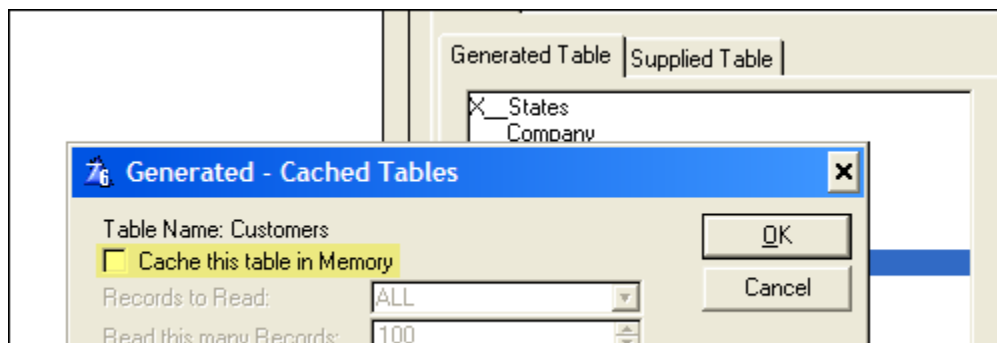 Generated Table Supplied Table
X__States
Company
Generated - Cached Tables
Table Name: Customers
OK
Cache this table in Memory
Records to Read: ALL
Cancel
Read this many Records: 100